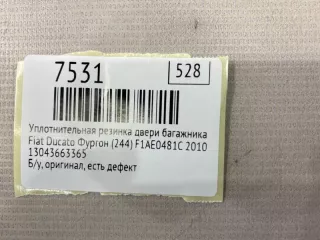 7531
528
Уплотнительная резинка двери багажника
Fiat Ducato Фургон (244) F1AE0481C 2010
13043663365
Б/у, оригинал, есть дефект